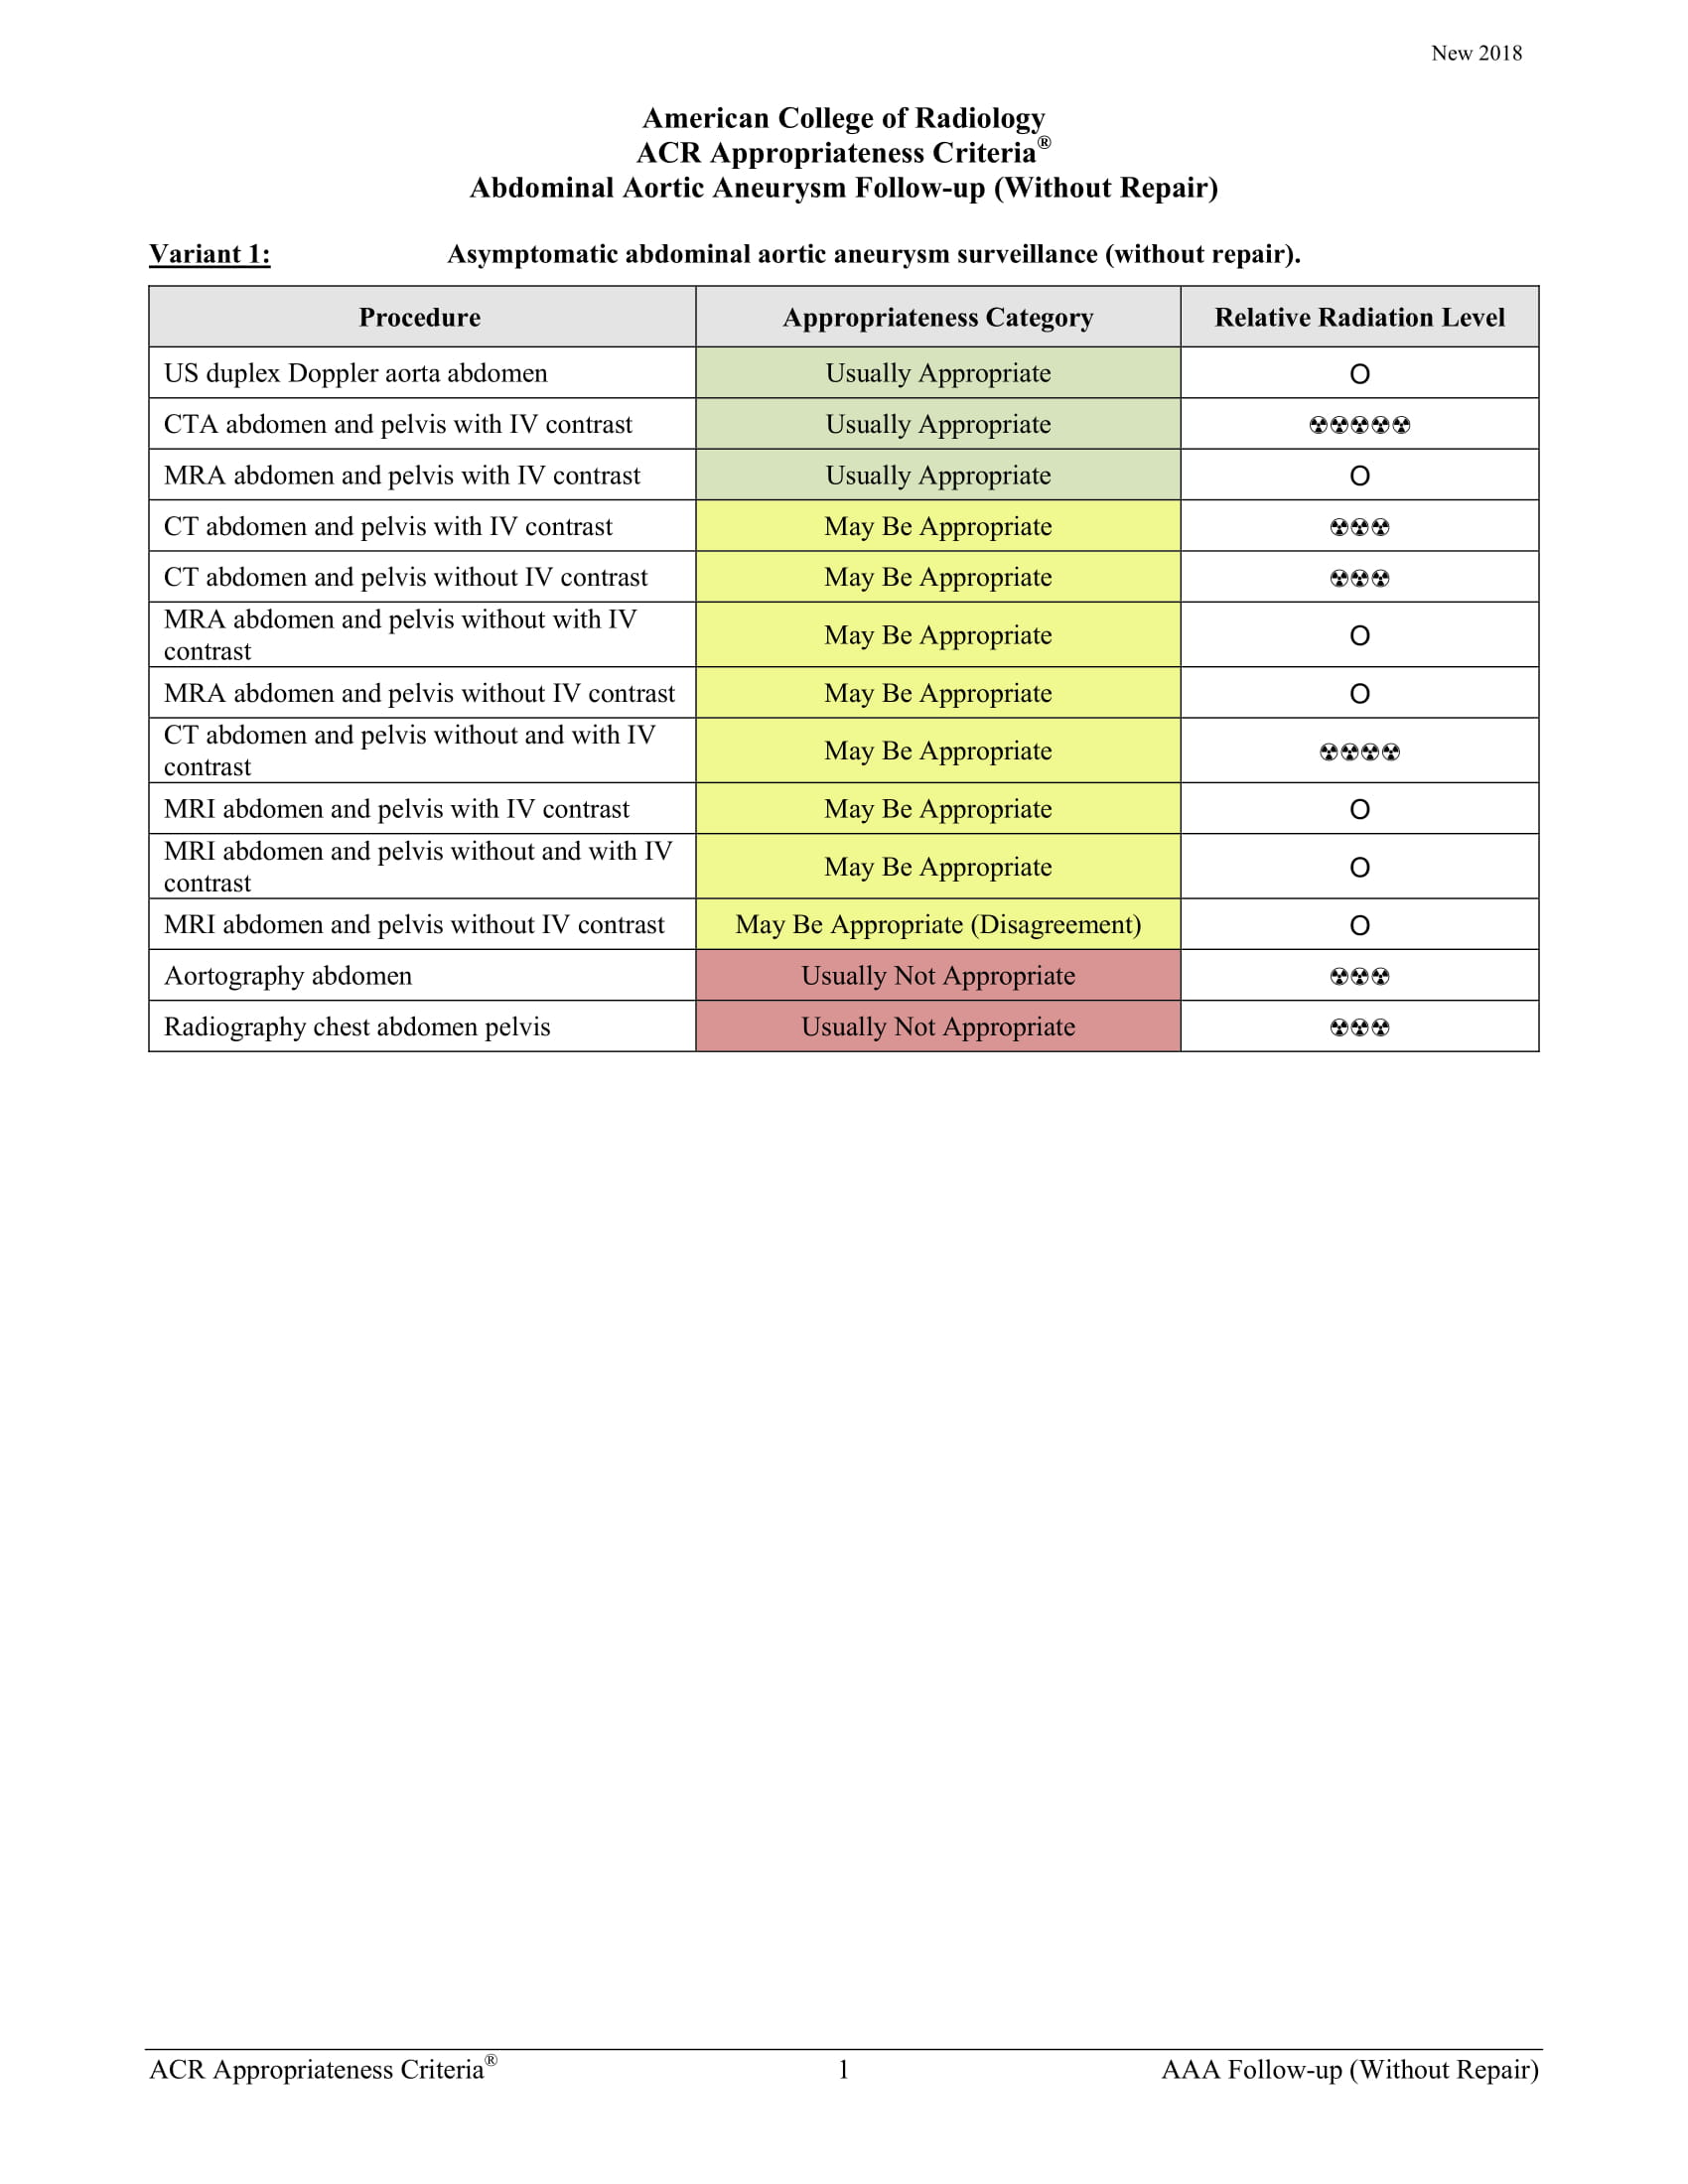 New 2018
American College of Radiology
ACR Appropriateness Criteria®
Abdominal Aortic Aneurysm Follow-up (Without Repair)
Variant 1: Asymptomatic abdominal aortic aneurysm surveillance (without repair).
Procedure Appropriateness Category Relative Radiation Level
US duplex Doppler aorta abdomen Usually Appropriate O
CTA abdomen and pelvis with IV contrast Usually Appropriate ☢☢☢☢☢
MRA abdomen and pelvis with IV contrast Usually Appropriate O
CT abdomen and pelvis with IV contrast May Be Appropriate ☢☢☢
CT abdomen and pelvis without IV contrast May Be Appropriate ☢☢☢
MRA abdomen and pelvis without with IV
contrast May Be Appropriate O
MRA abdomen and pelvis without IV contrast May Be Appropriate O
CT abdomen and pelvis without and with IV
contrast May Be Appropriate ☢☢☢☢
MRI abdomen and pelvis with IV contrast May Be Appropriate O
MRI abdomen and pelvis without and with IV
contrast May Be Appropriate O
MRI abdomen and pelvis without IV contrast May Be Appropriate (Disagreement) O
Aortography abdomen Usually Not Appropriate ☢☢☢
Radiography chest abdomen pelvis Usually Not Appropriate ☢☢☢
ACR Appropriateness Criteria® 1 AAA Follow-up (Without Repair)